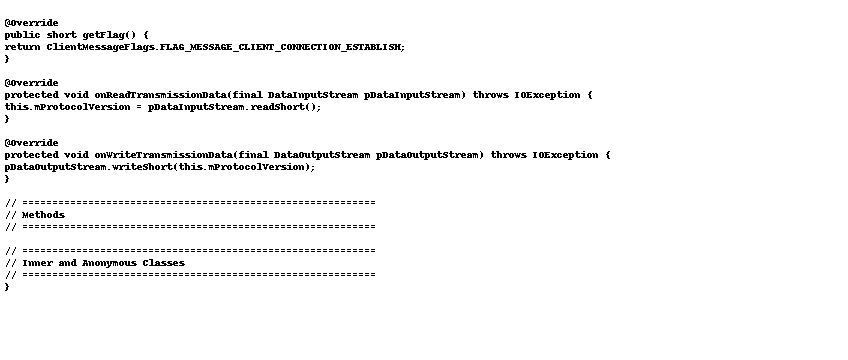 @Override
public short getFlag() {
return ClientMessageFlags.FLAG_MESSAGE_CLIENT_CONNECTION_ESTABLISH;
}
@Override
protected void onReadTransmissionData(final DataInputStream pDataInputStream) throws IOException {
this.mProtocolVersion = pDataInputStream.readShort();
}
@Override
protected void onWriteTransmissionData(final DataOutputStream pDataOutputStream) throws IOException {
pDataOutputStream.writeShort(this.mProtocolVersion);
}
// ===========================================================
// Methods
// ===========================================================
// ===========================================================
// Inner and Anonymous Classes
// ===========================================================
}